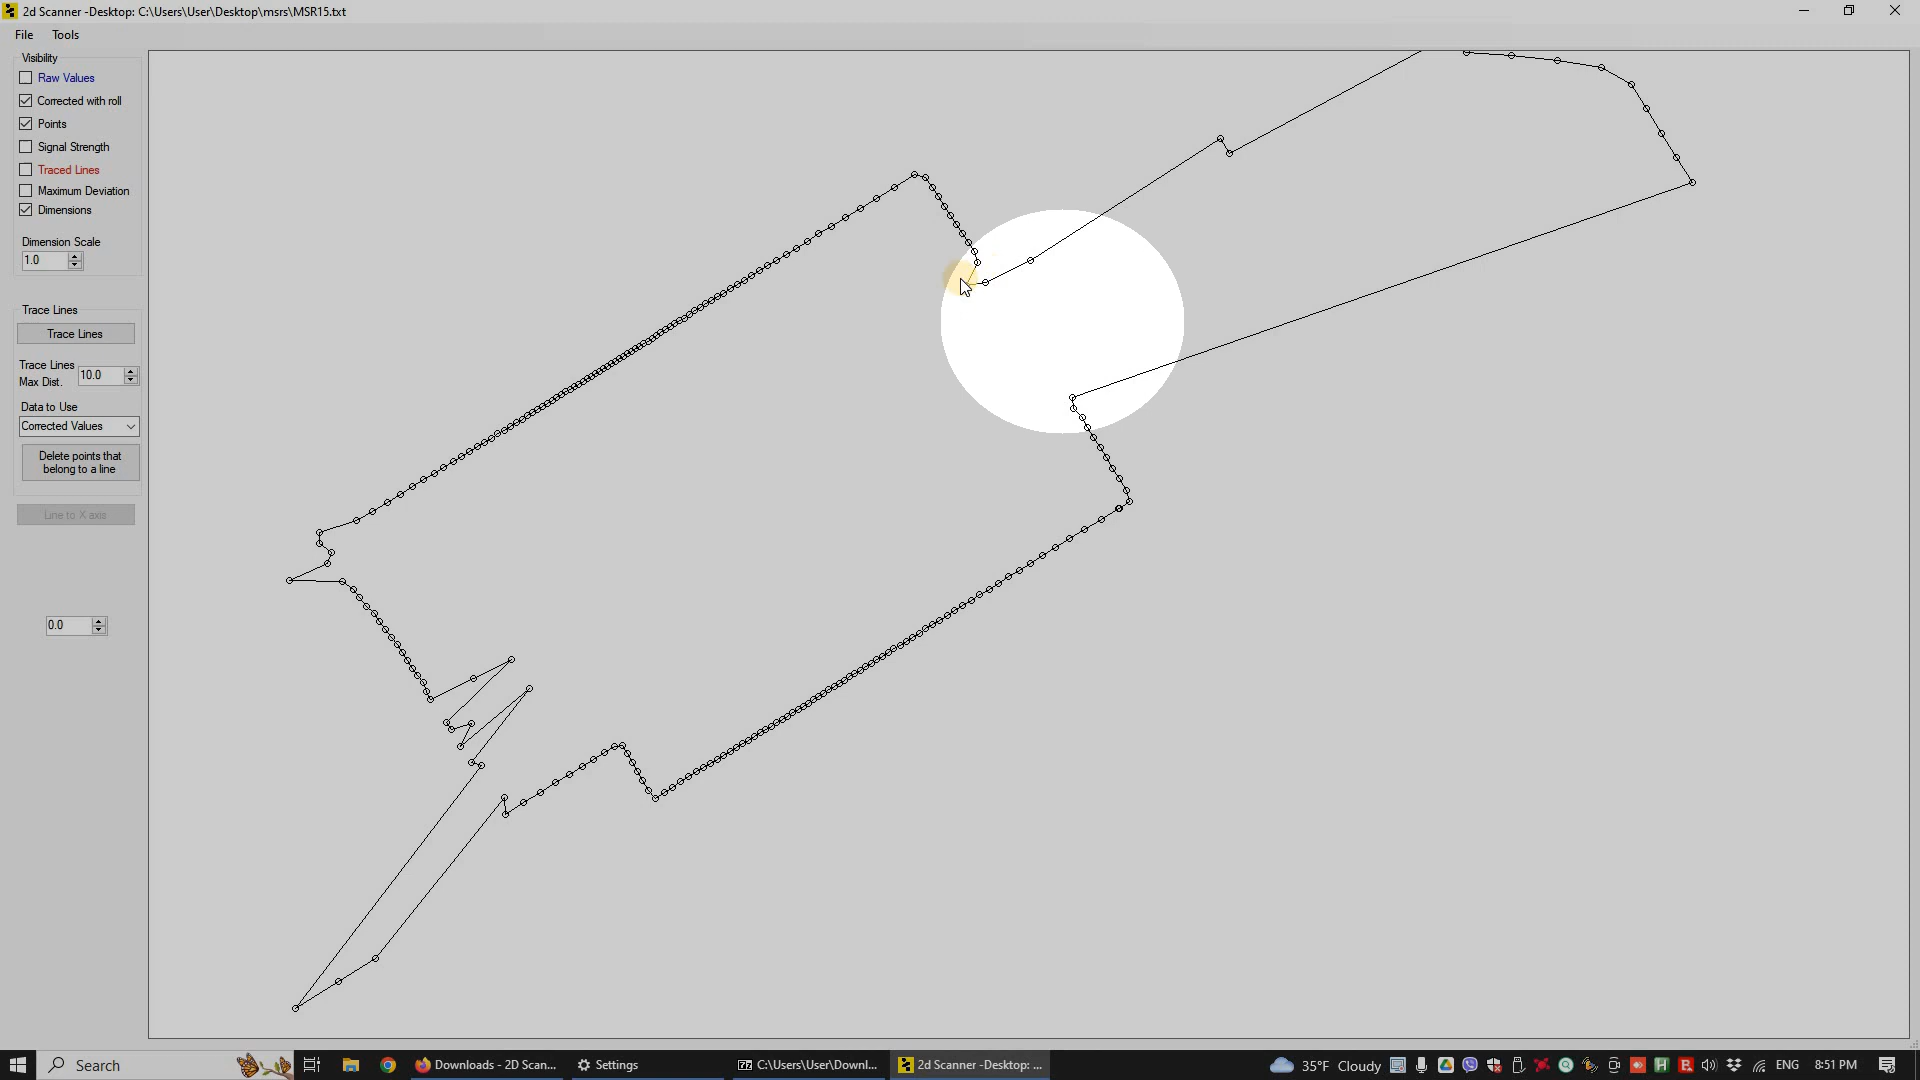 2d Scanner -Desktop: C:\Users\User\Desktop\msrs\MSR15.txt
File Tools
Visibility
Raw Values
Corrected with roll
Points
Signal Strength
Traced Lines
Maximum Deviation
Dimensions
Dimension Scale
1.0
Trace Lines
Trace Lines
Trace Lines
Max Dist.
10.0
Data to Use
Corrected Values
Delete points that
belong to a line
Line to X axis
0.0
Search
Downloads - 2D Scan...
Settings
C:\Users\User\Downl...
2d Scanner -Desktop: ...
35°F Cloudy
ENG
8:51 PM